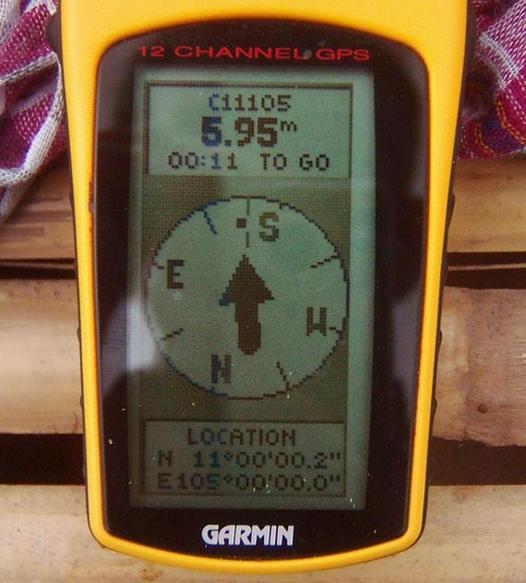 12 CHANNEL GPS
C11105
5.95m
00:11 TO GO
S
E
W
N
LOCATION
N 11°00'00.2"
E105°00'00.0"
GARMIN